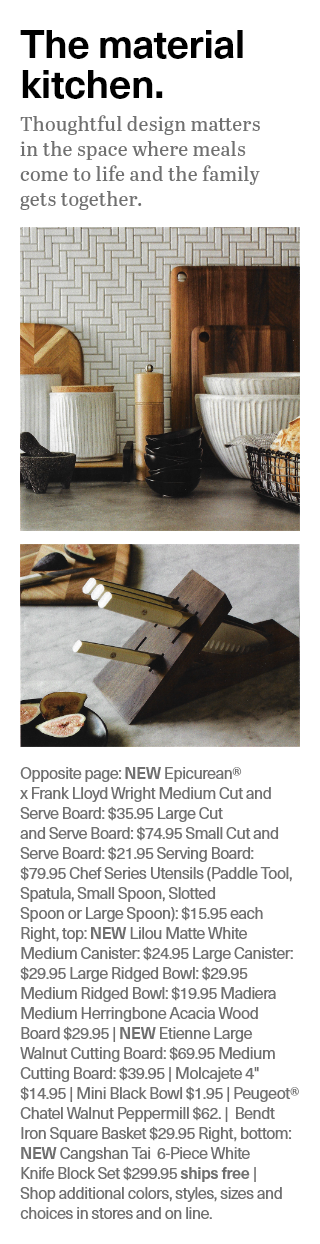 The material
kitchen.
Thoughtful design matters
in the space where meals
come to life and the family
gets together.
Opposite page: NEW Epicurean®
x Frank Lloyd Wright Medium Cut and
Serve Board: $35.95 Large Cut
and Serve Board: $74.95 Small Cut and
Serve Board: $21.95 Serving Board:
$79.95 Chef Series Utensils (Paddle Tool,
Spatula, Small Spoon, Slotted
Spoon or Large Spoon): $15.95 each
Right, top: NEW Lilou Matte White
Medium Canister: $24.95 Large Canister:
$29.95 Large Ridged Bowl: $29.95
Medium Ridged Bowl: $19.95 Madiera
Medium Herringbone Acacia Wood
Board $29.95 | NEW Etienne Large
Walnut Cutting Board: $69.95 Medium
Cutting Board: $39.95 | Molcajete 4"
$14.95 | Mini Black Bowl $1.95 | Peugeot®
Chatel Walnut Peppermill $62. | Bendt
Iron Square Basket $29.95 Right, bottom:
NEW Cangshan Tai 6-Piece White
Knife Block Set $299.95 ships free |
Shop additional colors, styles, sizes and
choices in stores and on line.